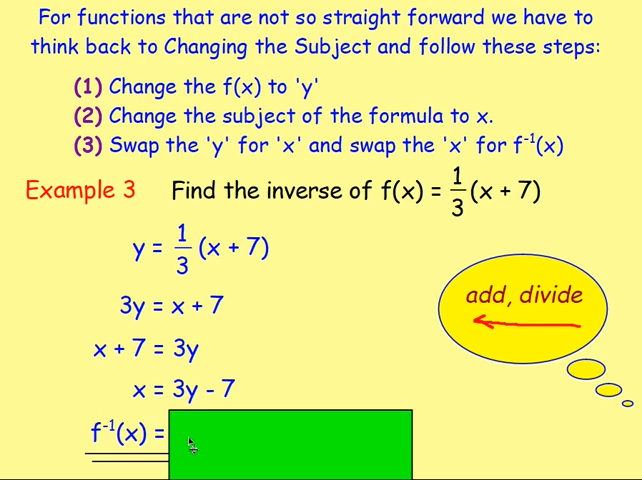 For functions that are not so straight forward we have to
think back to Changing the Subject and follow these steps:
(1) Change the f(x) to 'y'
(2) Change the subject of the formula to x.
(3) Swap the 'y' for 'x' and swap the 'x' for f⁻¹(x)
Example 3 Find the inverse of f(x) = 1/3 (x + 7)
y = 1/3 (x + 7)
add, divide
3y = x + 7
x + 7 = 3y
x = 3y - 7
f⁻¹(x) =